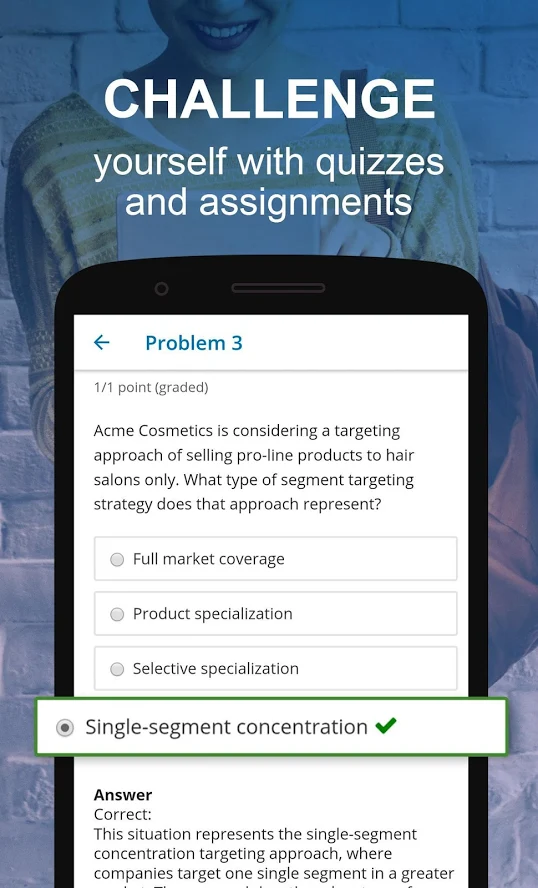 CHALLENGE
yourself with quizzes
and assignments
Problem 3
1/1 point (graded)
Acme Cosmetics is considering a targeting
approach of selling pro-line products to hair
salons only. What type of segment targeting
strategy does that approach represent?
Full market coverage
Product specialization
Selective specialization
Single-segment concentration
Answer
Correct:
This situation represents the single-segment
concentration targeting approach, where
companies target one single segment in a greater